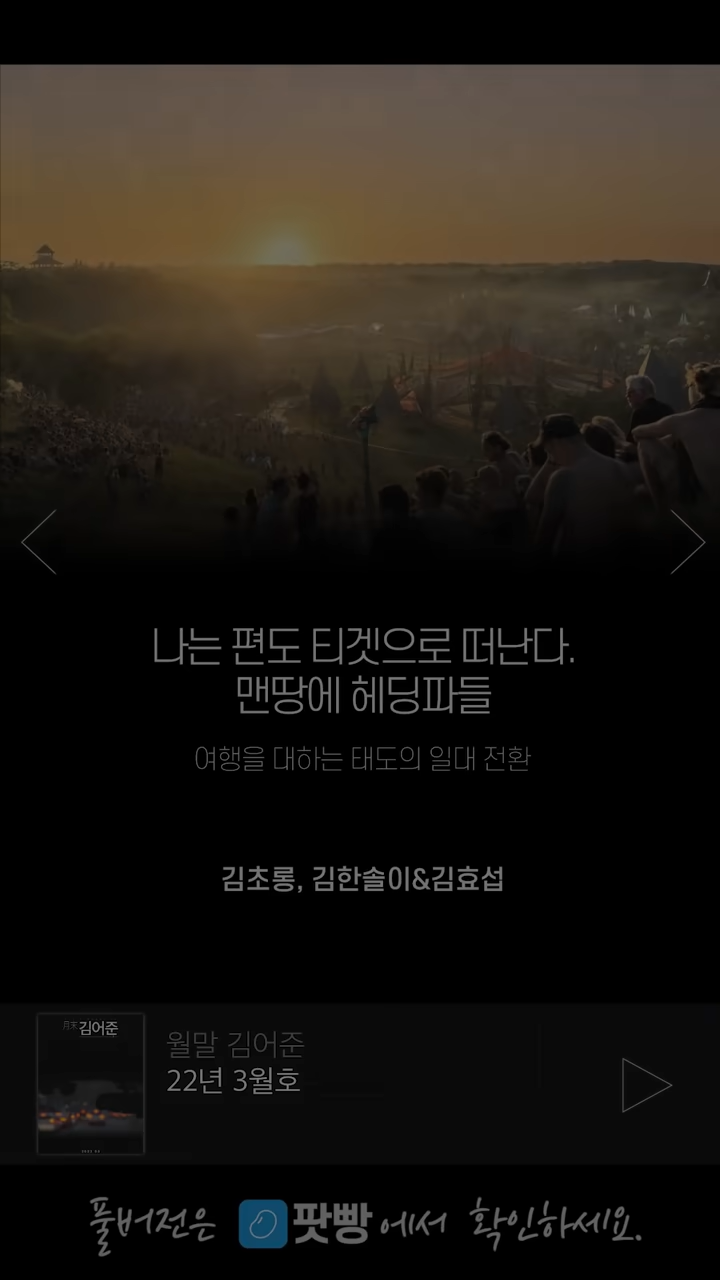 나는 편도 티겟으로 떠난다.
맨땅에 헤딩파들
여행을 대하는 태도의 일대 전환
김초롱, 김한솔이&김효섭
月末 김어준
월말 김어준
22년 3월호
풀버전은 팟빵에서 확인하세요.